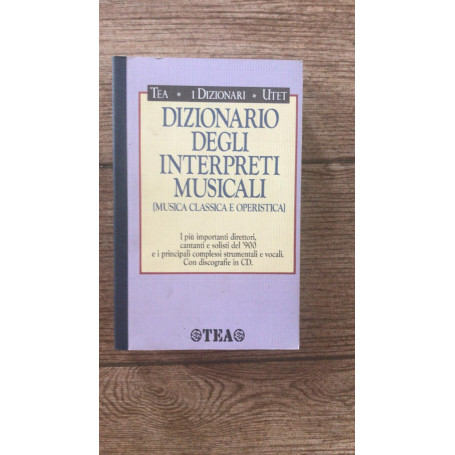 TEA * I DIZIONARI * UTET
DIZIONARIO
DEGLI
INTERPRETI
MUSICALI
[MUSICA CLASSICA E OPERISTICA]
I più importanti direttori,
cantanti e solisti del '900
e i principali complessi strumentali e vocali.
Con discografie in CD.
TEA